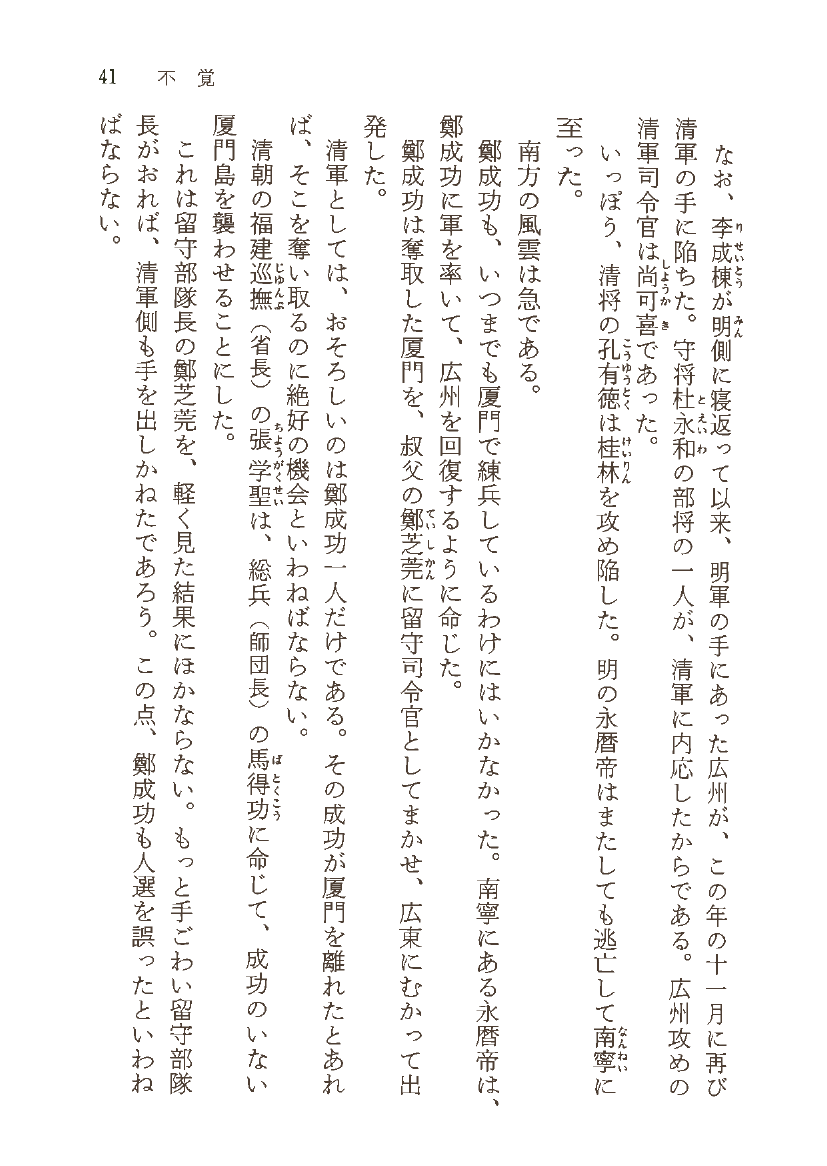 41　不覚
なお、李成棟が明側に寝返って以来、明軍の手にあった広州が、この年の十一月に再び
清軍の手に陥ちた。守将杜永和の部将の一人が、清軍に内応したからである。広州攻めの
清軍司令官は尚可喜であった。
いっぽう、清将の孔有徳は桂林を攻め陥した。明の永暦帝はまたしても逃亡して南寧に
至った。
南方の風雲は急である。
鄭成功も、いつまでも厦門で練兵しているわけにはいかなかった。南寧にある永暦帝は、
鄭成功に軍を率いて、広州を回復するように命じた。
鄭成功は奪取した厦門を、叔父の鄭芝莞に留守司令官としてまかせ、広東にむかって出
発した。
清軍としては、おそろしいのは鄭成功一人だけである。その成功が厦門を離れたとあれ
ば、そこを奪い取るのに絶好の機会といわねばならない。
清朝の福建巡撫（省長）の張学聖は、総兵（師団長）の馬得功に命じて、成功のいない
厦門島を襲わせることにした。
これは留守部隊長の鄭芝莞を、軽く見た結果にほかならない。もっと手ごわい留守部隊
長がおれば、清軍側も手を出しかねたであろう。この点、鄭成功も人選を誤ったといわね
ばならない。